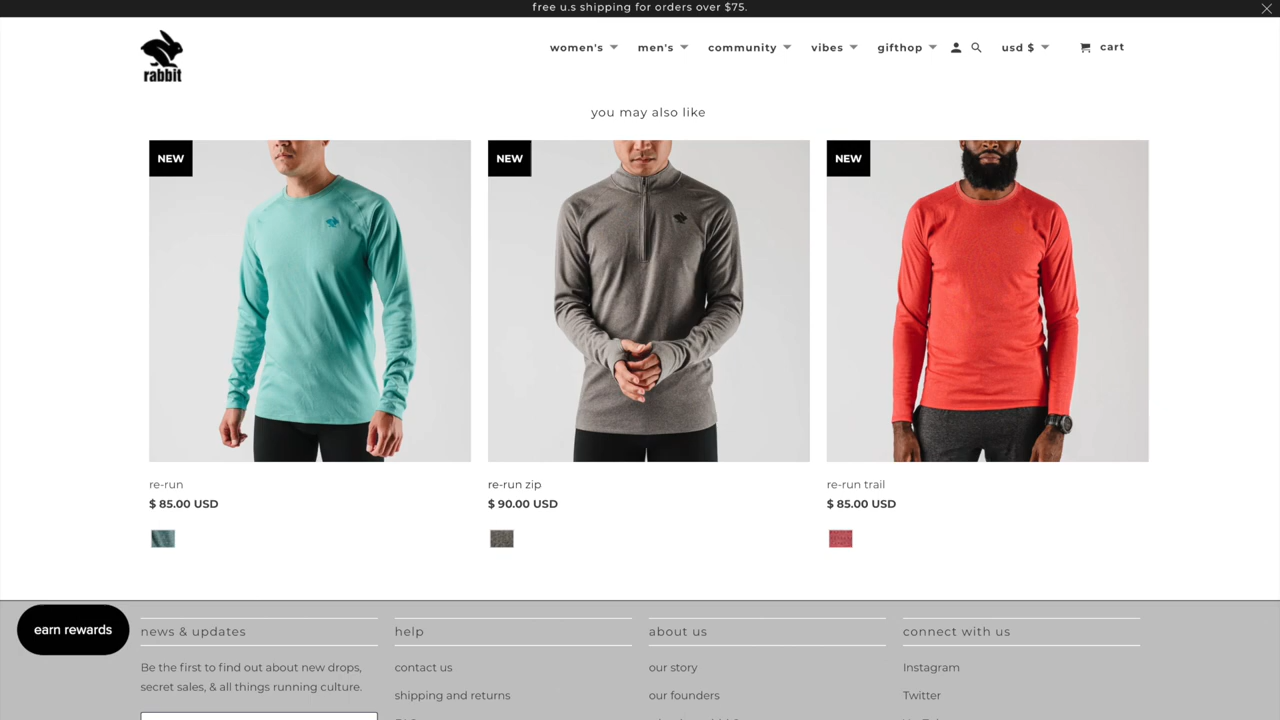 free u.s shipping for orders over $75.
rabbit
women's
men's
community
vibes
gifthop
usd $
cart
you may also like
NEW
NEW
NEW
re-run
$ 85.00 USD
re-run zip
$ 90.00 USD
re-run trail
$ 85.00 USD
earn rewards
news & updates
Be the first to find out about new drops,
secret sales, & all things running culture.
help
contact us
shipping and returns
about us
our story
our founders
connect with us
Instagram
Twitter